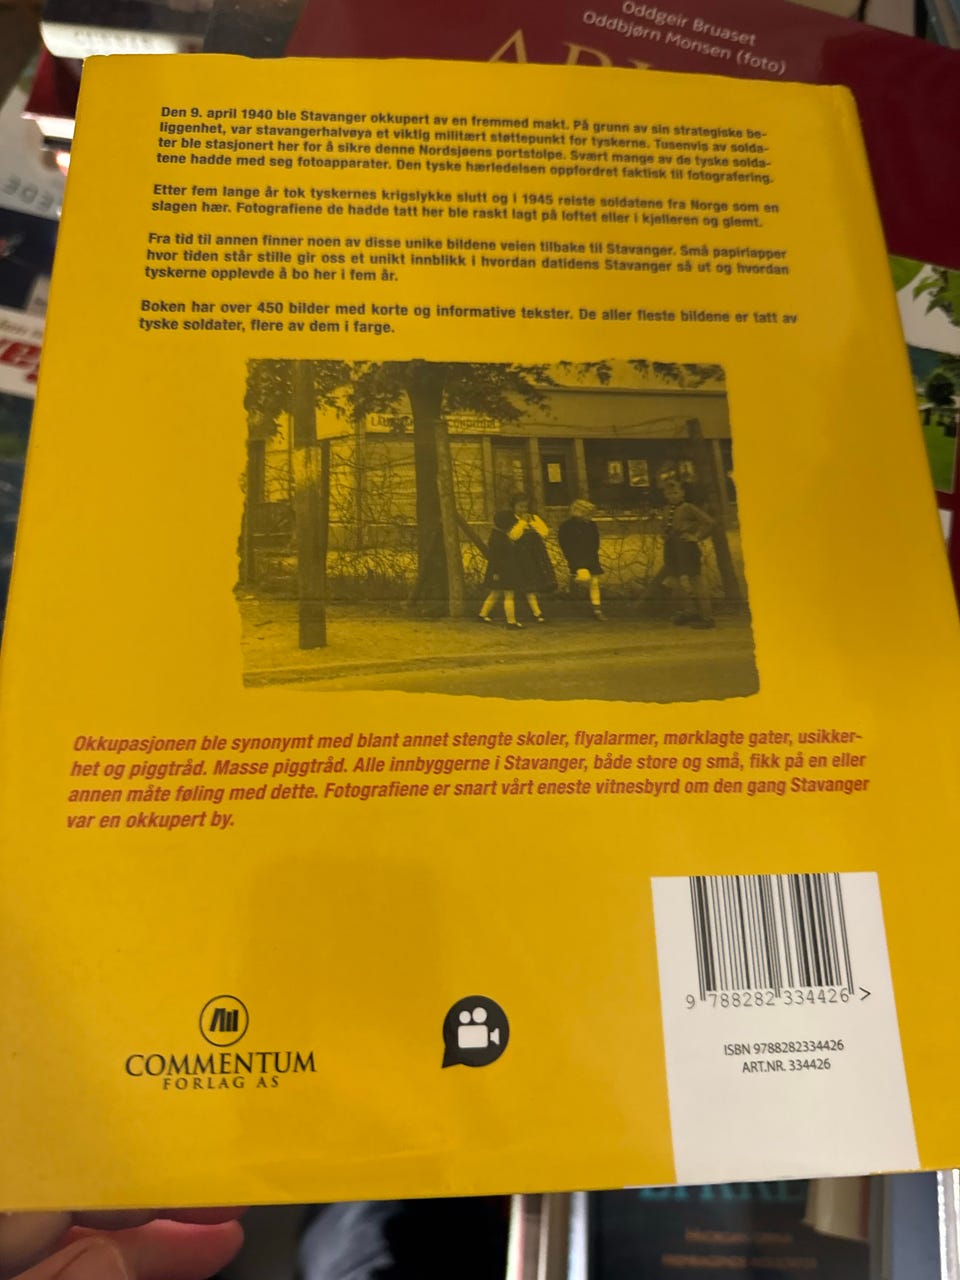 Oddgeir Bruaset
Oddbjørn Monsen (foto)
Den 9. april 1940 ble Stavanger okkupert av en fremmed makt. På grunn av sin strategiske be-
liggenhet, var stavangerhalvøya et viktig militært støttepunkt for tyskerne. Tusenvis av solda-
ter ble stasjonert her for å sikre denne Nordsjøens portstolpe. Svært mange av de tyske solda-
tene hadde med seg fotoapparater. Den tyske hærledelsen oppfordret faktisk til fotografering.
Etter fem lange år tok tyskernes krigslykke slutt og i 1945 reiste soldatene fra Norge som en
slagen hær. Fotografiene de hadde tatt her ble raskt lagt på loftet eller i kjelleren og glemt.
Fra tid til annen finner noen av disse unike bildene veien tilbake til Stavanger. Små papirlapper
hvor tiden står stille gir oss et unikt innblikk i hvordan datidens Stavanger så ut og hvordan
tyskerne opplevde å bo her i fem år.
Boken har over 450 bilder med korte og informative tekster. De aller fleste bildene er tatt av
tyske soldater, flere av dem i farge.
Okkupasjonen ble synonymt med blant annet stengte skoler, flyalarmer, mørklagte gater, usikker-
het og piggtråd. Masse piggtråd. Alle innbyggerne i Stavanger, både store og små, fikk på en eller
annen måte føling med dette. Fotografiene er snart vårt eneste vitnesbyrd om den gang Stavanger
var en okkupert by.
COMMENTUM
FORLAG AS
9 788282 334426 >
ISBN 9788282334426
ART.NR. 334426